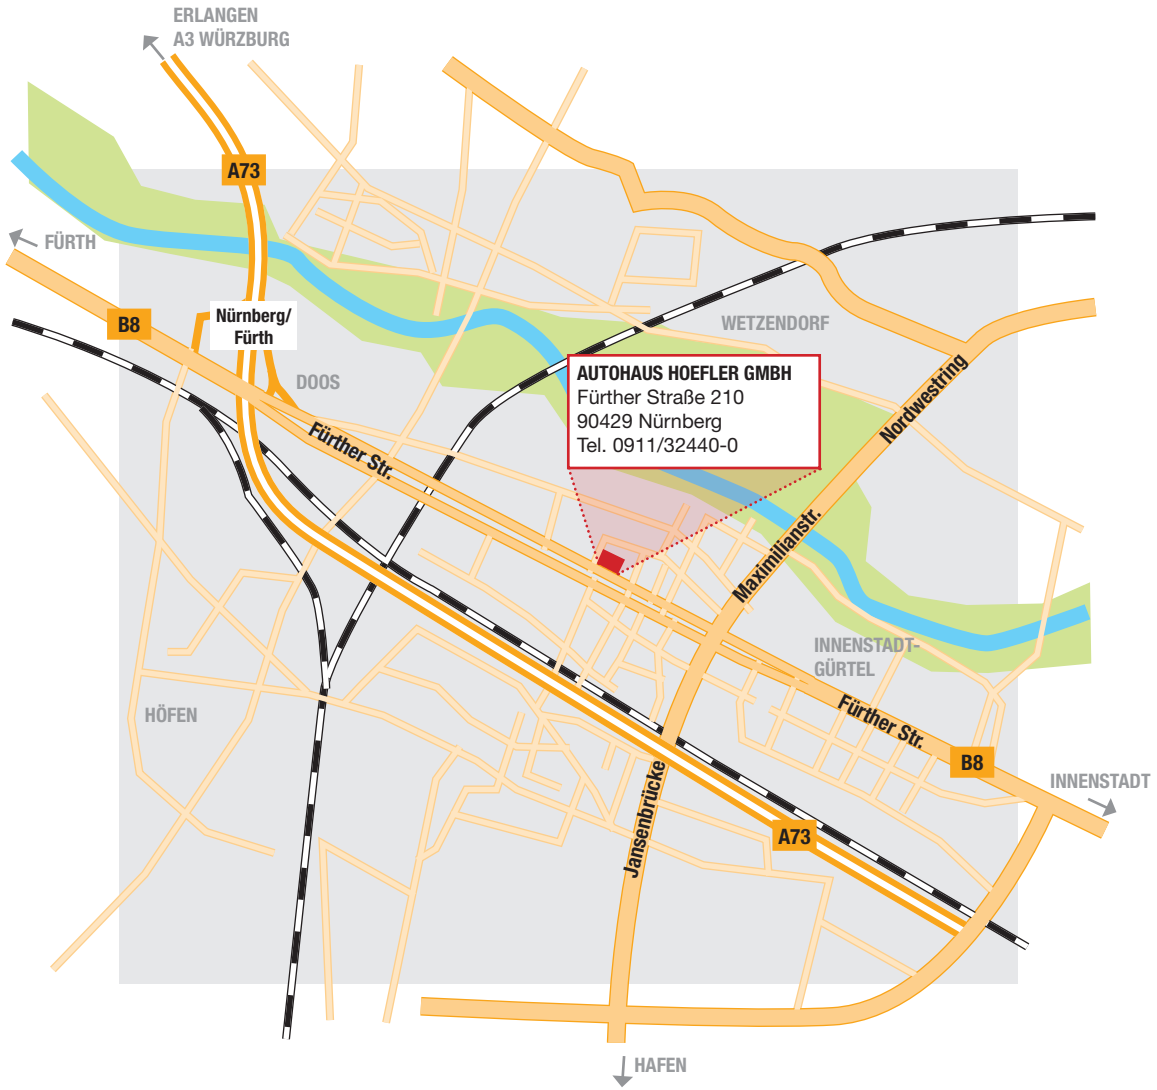 ERLANGEN
A3 WÜRZBURG
A73
FÜRTH
B8
Nürnberg/
Fürth
WETZENDORF
DOOS
AUTOHAUS HOEFLER GMBH
Fürther Straße 210
90429 Nürnberg
Tel. 0911/32440-0
Nordwestring
Fürther Str.
Maximilianstr.
INNENSTADT-
GÜRTEL
HÖFEN
Fürther Str.
B8
INNENSTADT
Jansenbrücke
A73
HAFEN